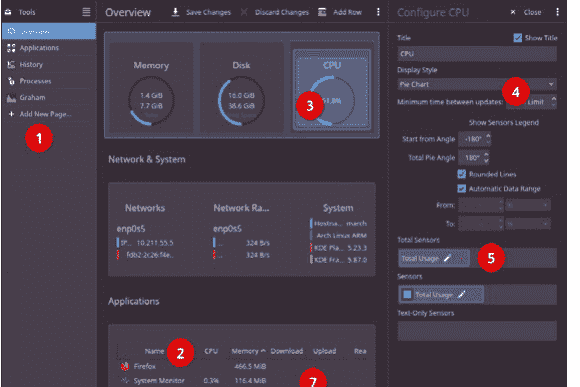 Tools
Overview
Applications
History
Processes
Graham
Add New Page...
1
Overview
Save Changes
Discard Changes
Add Row
Memory
1.4 GiB
7.7 GiB
Disk
16.0 GiB
36.6 GiB
CPU
3
Network & System
Networks
enp0s5
IP... 10.211.55.5
fdb2:2c26:f4e...
Network Ra...
enp0s5
... 324 B/s
... 324 B/s
System
Hostna... march
Arch Linux ARM
KDE Pla... 5.23.3
KDE Fra... 5.87.0
Applications
Name
2
CPU
Memory
Download
Upload
Rea
Firefox
466.5 MiB
System Monitor
0.3%
116.4 MiB
7
Configure CPU
Close
Title
Show Title
CPU
Display Style
Pie Chart
4
Minimum time between updates:
Limit
Show Sensors Legend
Start from Angle
-180°
Total Pie Angle
180°
Rounded Lines
Automatic Data Range
From:
To:
Total Sensors
Total Usage
5
Sensors
Total Usage
Text-Only Sensors